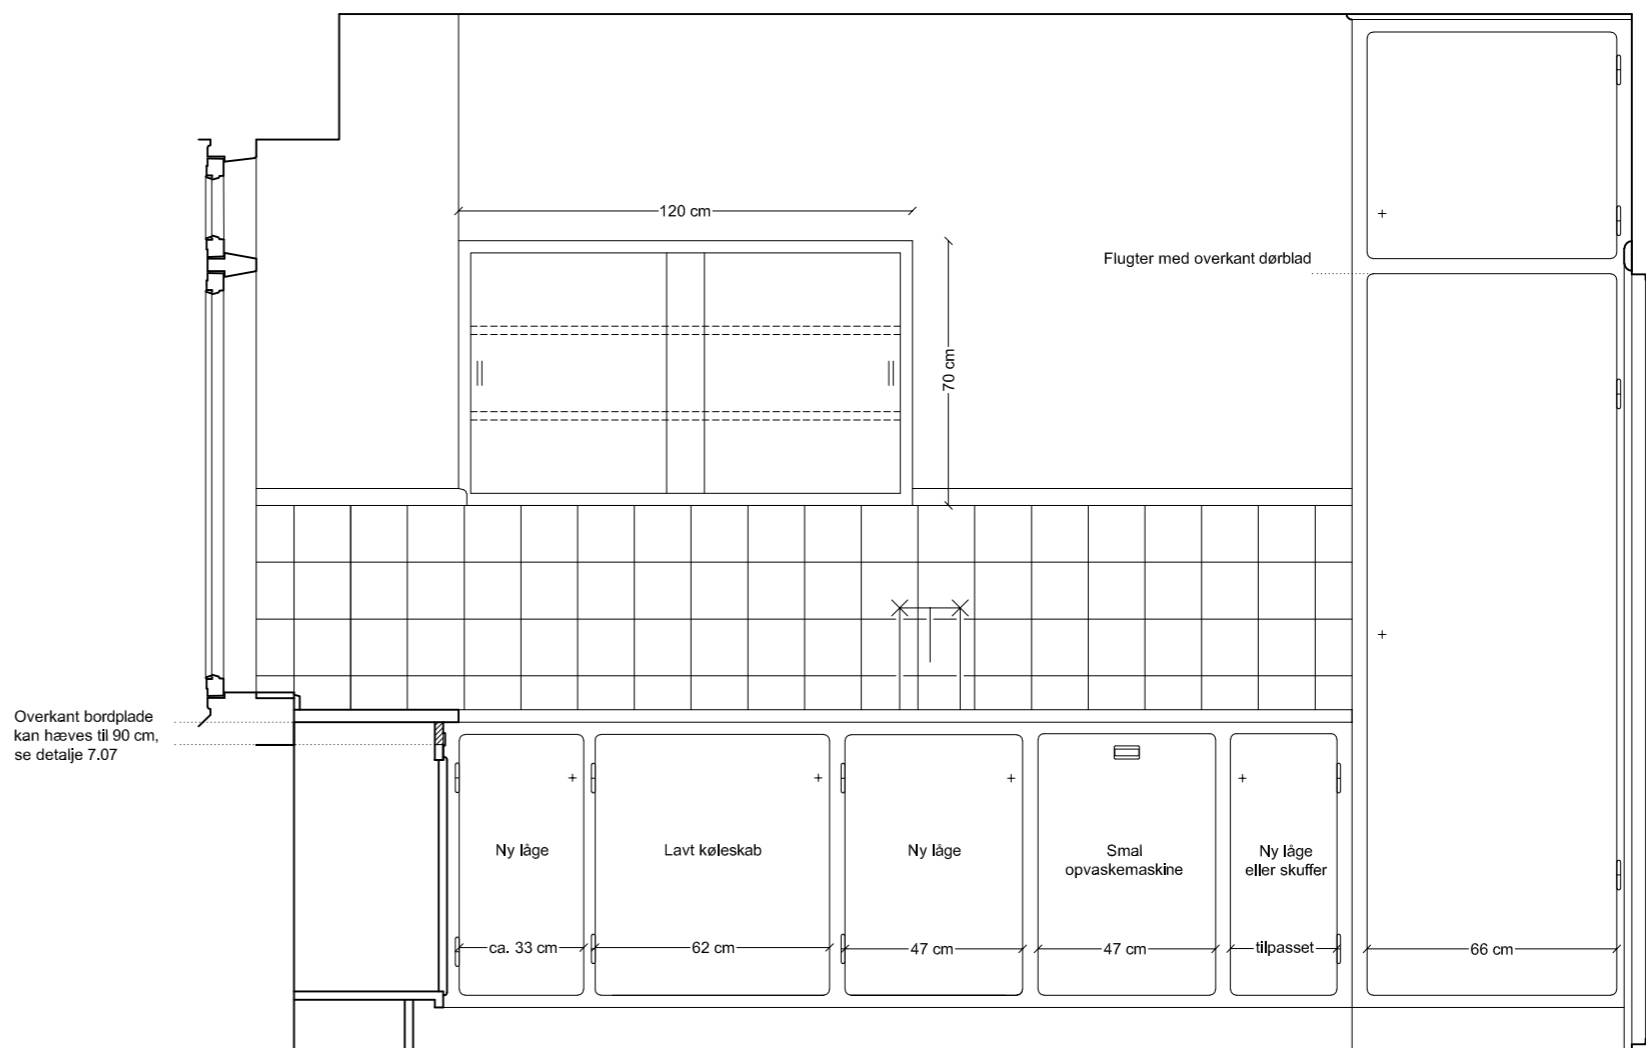 120 cm
Flugter med overkant dørblad
70 cm
Overkant bordplade
kan hæves til 90 cm,
se detalje 7.07
Ny låge
Lavt køleskab
Ny låge
Smal
opvaskemaskine
Ny låge
eller skuffer
ca. 33 cm
62 cm
47 cm
47 cm
tilpasset
66 cm